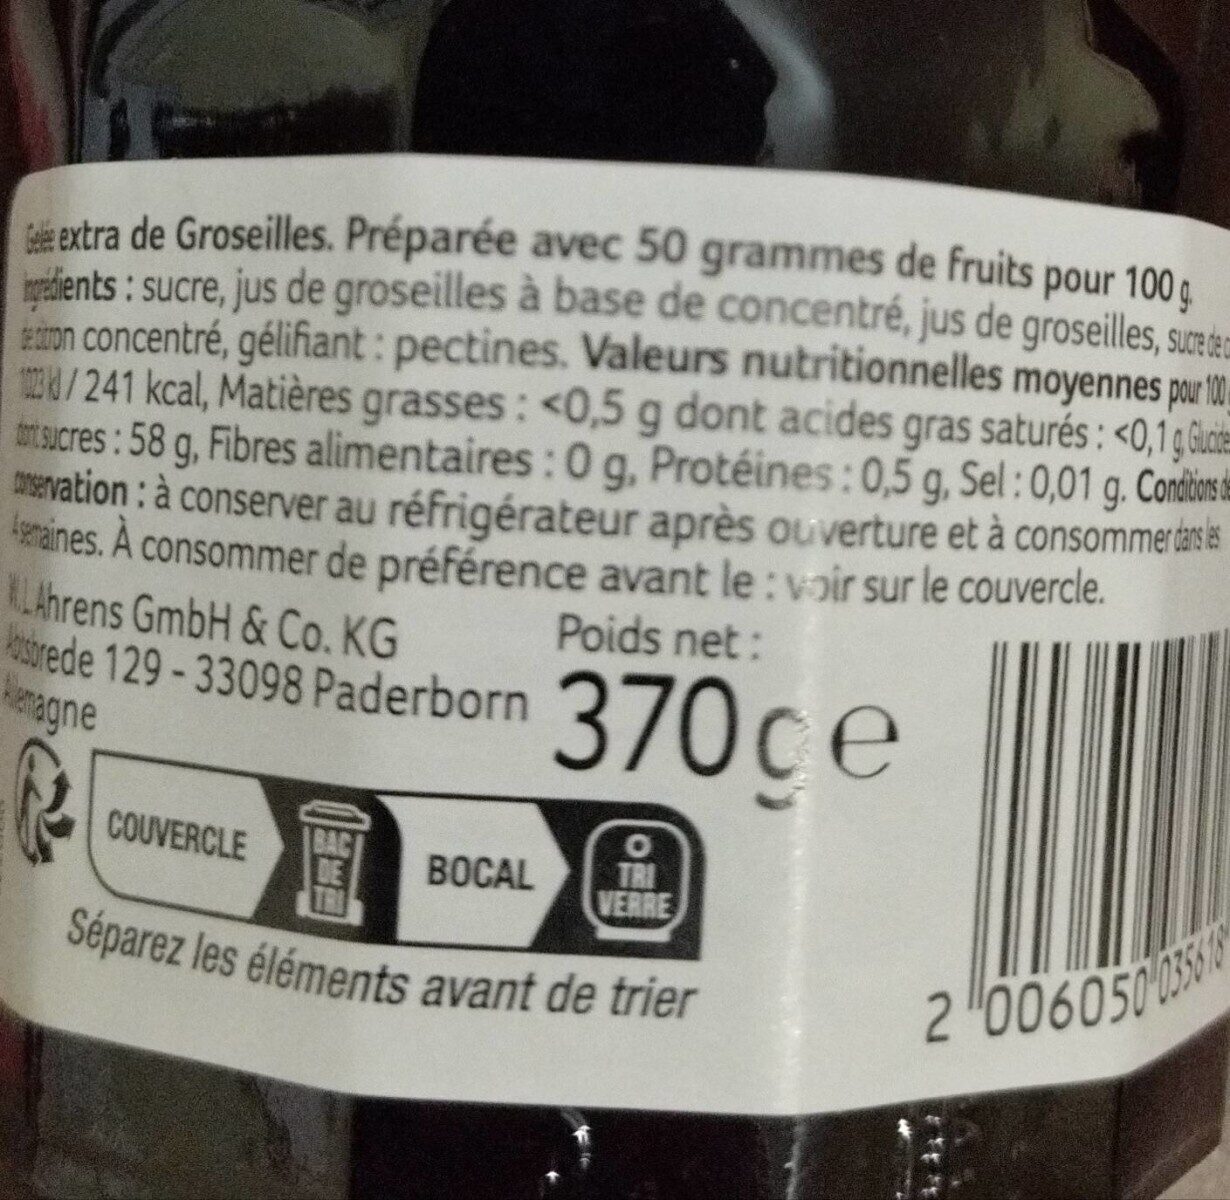 Gelée extra de Groseilles. Préparée avec 50 grammes de fruits pour 100 g.
Ingrédients : sucre, jus de groseilles à base de concentré, jus de groseilles, sucre de
de citron concentré, gélifiant : pectines. Valeurs nutritionnelles moyennes pour 100
1023 kJ / 241 kcal, Matières grasses : <0,5 g dont acides gras saturés : <0,1 g, Glucides
dont sucres : 58 g, Fibres alimentaires : 0 g, Protéines : 0,5 g, Sel : 0,01 g. Conditions de
conservation : à conserver au réfrigérateur après ouverture et à consommer dans les
4 semaines. À consommer de préférence avant le : voir sur le couvercle.
W.L. Ahrens GmbH & Co. KG
129 - 33098 Paderborn
Allemagne
Poids net :
370 g e
COUVERCLE
BAC
DE
TRI
BOCAL
TRI
VERRE
Séparez les éléments avant de trier
2 006050 035618